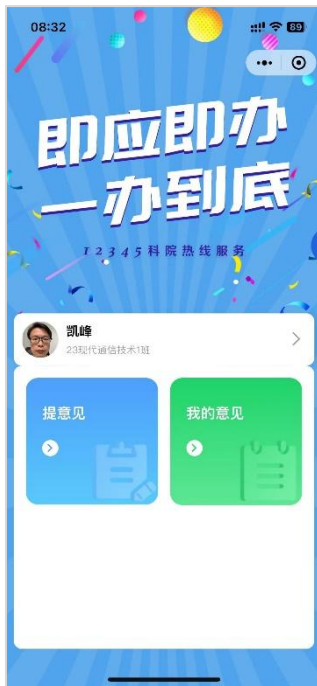 08:32
89
即应即办
一办到底
12345科院热线服务
凯峰
23现代通信技术1班
提意见
我的意见